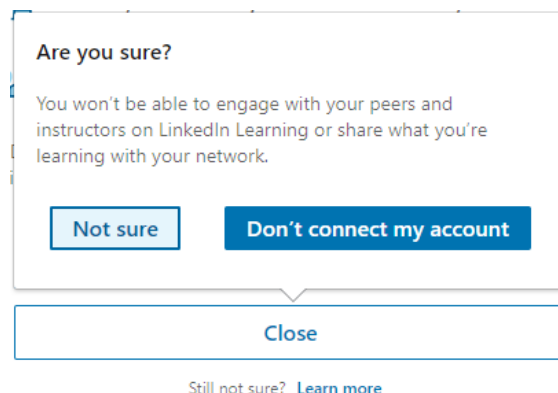 Are you sure?
You won't be able to engage with your peers and
instructors on LinkedIn Learning or share what you're
learning with your network.
Not sure
Don't connect my account
Close
Still not sure? Learn more